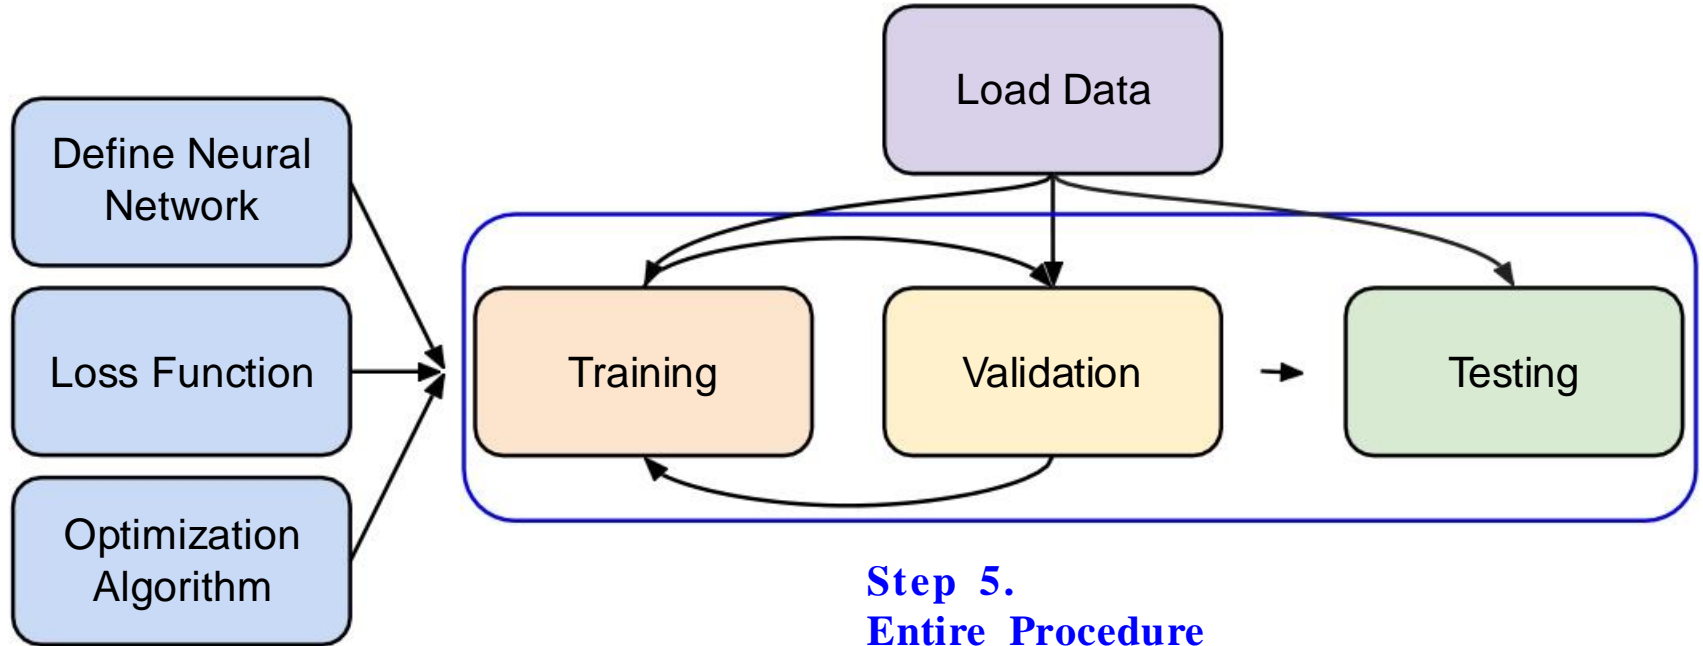 Load Data
Define Neural
Network
Loss Function
Optimization
Algorithm
Training
Validation
Testing
Step 5.
Entire Procedure